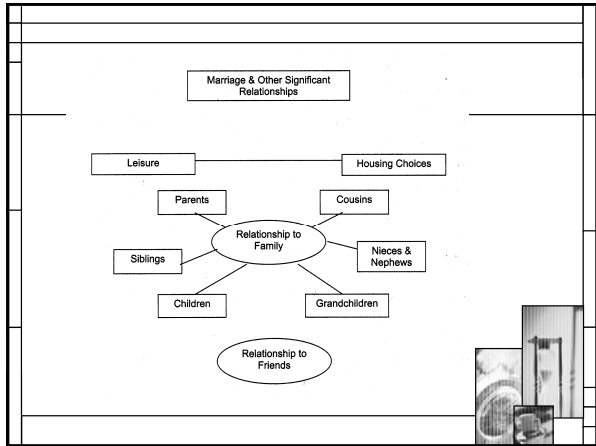 Marriage & Other Significant
Relationships
Leisure
Housing Choices
Parents
Cousins
Relationship to
Family
Siblings
Nieces &
Nephews
Children
Grandchildren
Relationship to
Friends